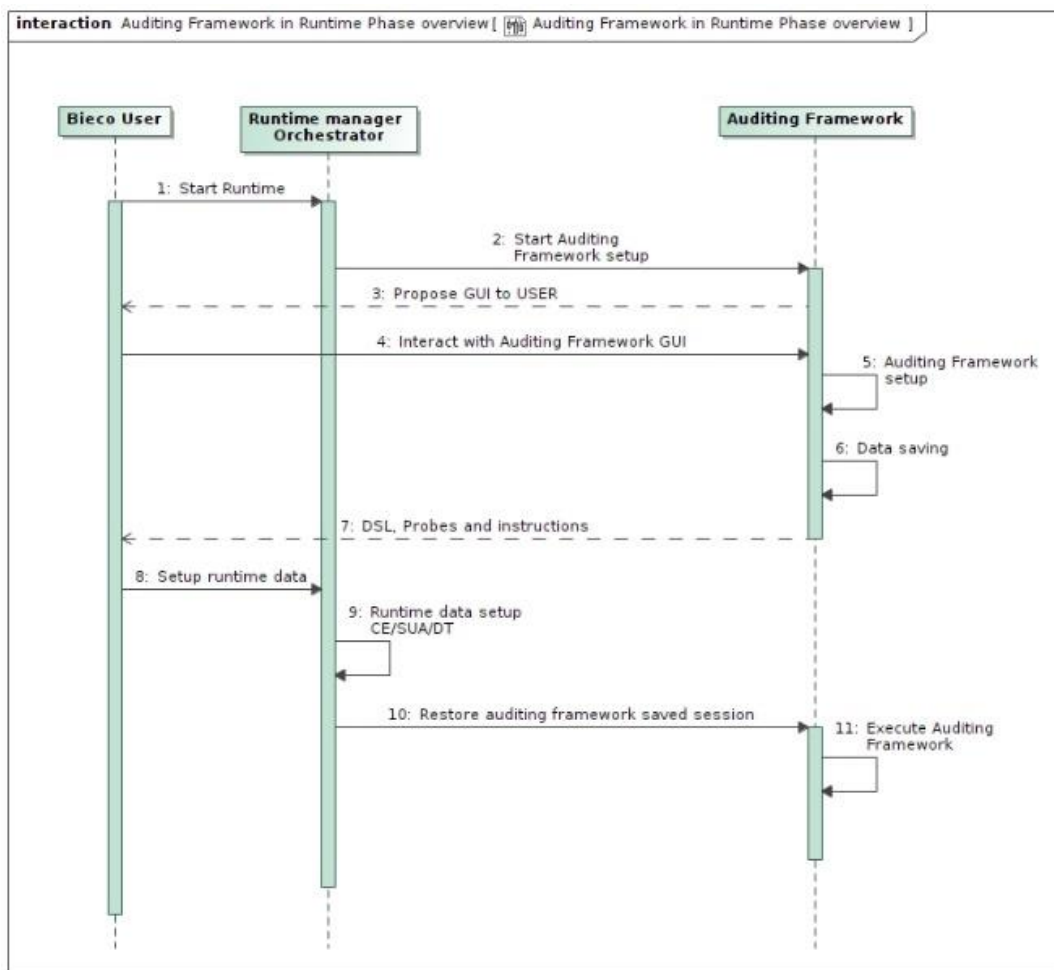 interaction Auditing Framework in Runtime Phase overview [ Auditing Framework in Runtime Phase overview ]
Bieco User
Runtime manager
Orchestrator
Auditing Framework
1: Start Runtime
2: Start Auditing
Framework setup
3: Propose GUI to USER
4: Interact with Auditing Framework GUI
5: Auditing Framework
setup
6: Data saving
7: DSL, Probes and instructions
8: Setup runtime data
9: Runtime data setup
CE/SUA/DT
10: Restore auditing framework saved session
11: Execute Auditing
Framework